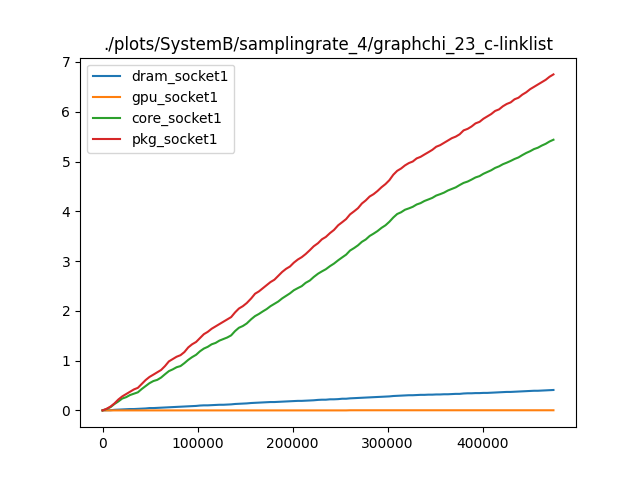 ./plots/SystemB/samplingrate_4/graphchi_23_c-linklist
dram_socket1
gpu_socket1
core_socket1
pkg_socket1
7
6
5
4
3
2
1
0
0 100000 200000 300000 400000